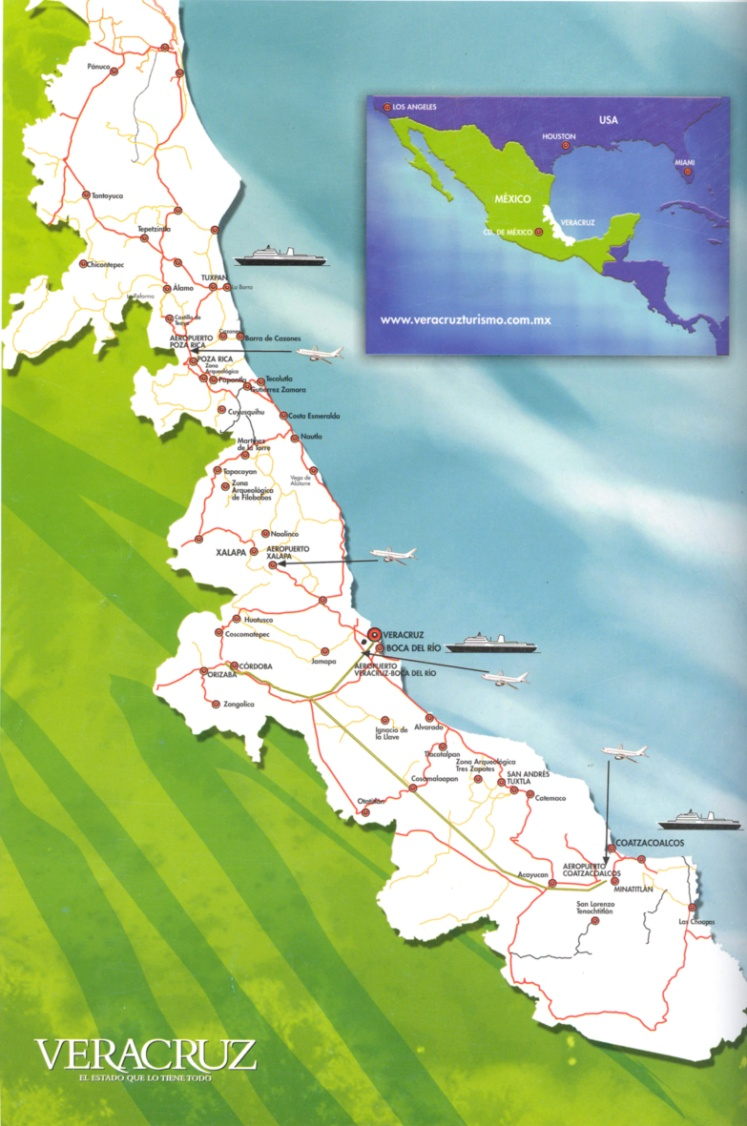 Pánuco
LOS ANGELES
USA
HOUSTON
MIAMI
MÉXICO
VERACRUZ
CD. DE MÉXICO
www.veracruzturismo.com.mx
Tantoyuca
Tepetzintla
Chicontepec
TUXPAN
La Barra
Álamo
La Reforma
Castillo de
Teayo
Cazones
Barra de Cazones
AEROPUERTO
POZA RICA
POZA RICA
Zona
Arqueológica
Papantla
Tecolutla
Gutierrez Zamora
Cuyusquihu
Costa Esmeralda
Nautla
Martínez
de la Torre
Tapacoyan
Vega de
Alatorre
Zona
Arqueológica
de Filobobos
Naolinco
XALAPA
AEROPUERTO
XALAPA
Huatusco
Coscomatepec
VERACRUZ
BOCA DEL RÍO
Jamapa
AEROPUERTO
VERACRUZ-BOCA DEL RÍO
CÓRDOBA
ORIZABA
Zongolica
Ignacio de
la Llave
Alvarado
Tlacotalpan
Zona Arqueológica
Tres Zapotes
SAN ANDRÉS
TUXTLA
Catemaco
Cosamaloapan
Otatitlán
COATZACOALCOS
AEROPUERTO
COATZACOALCOS
Acayucan
MINATITLÁN
San Lorenzo
Tenochtitlán
Las Choapas
VERACRUZ
EL ESTADO QUE LO TIENE TODO